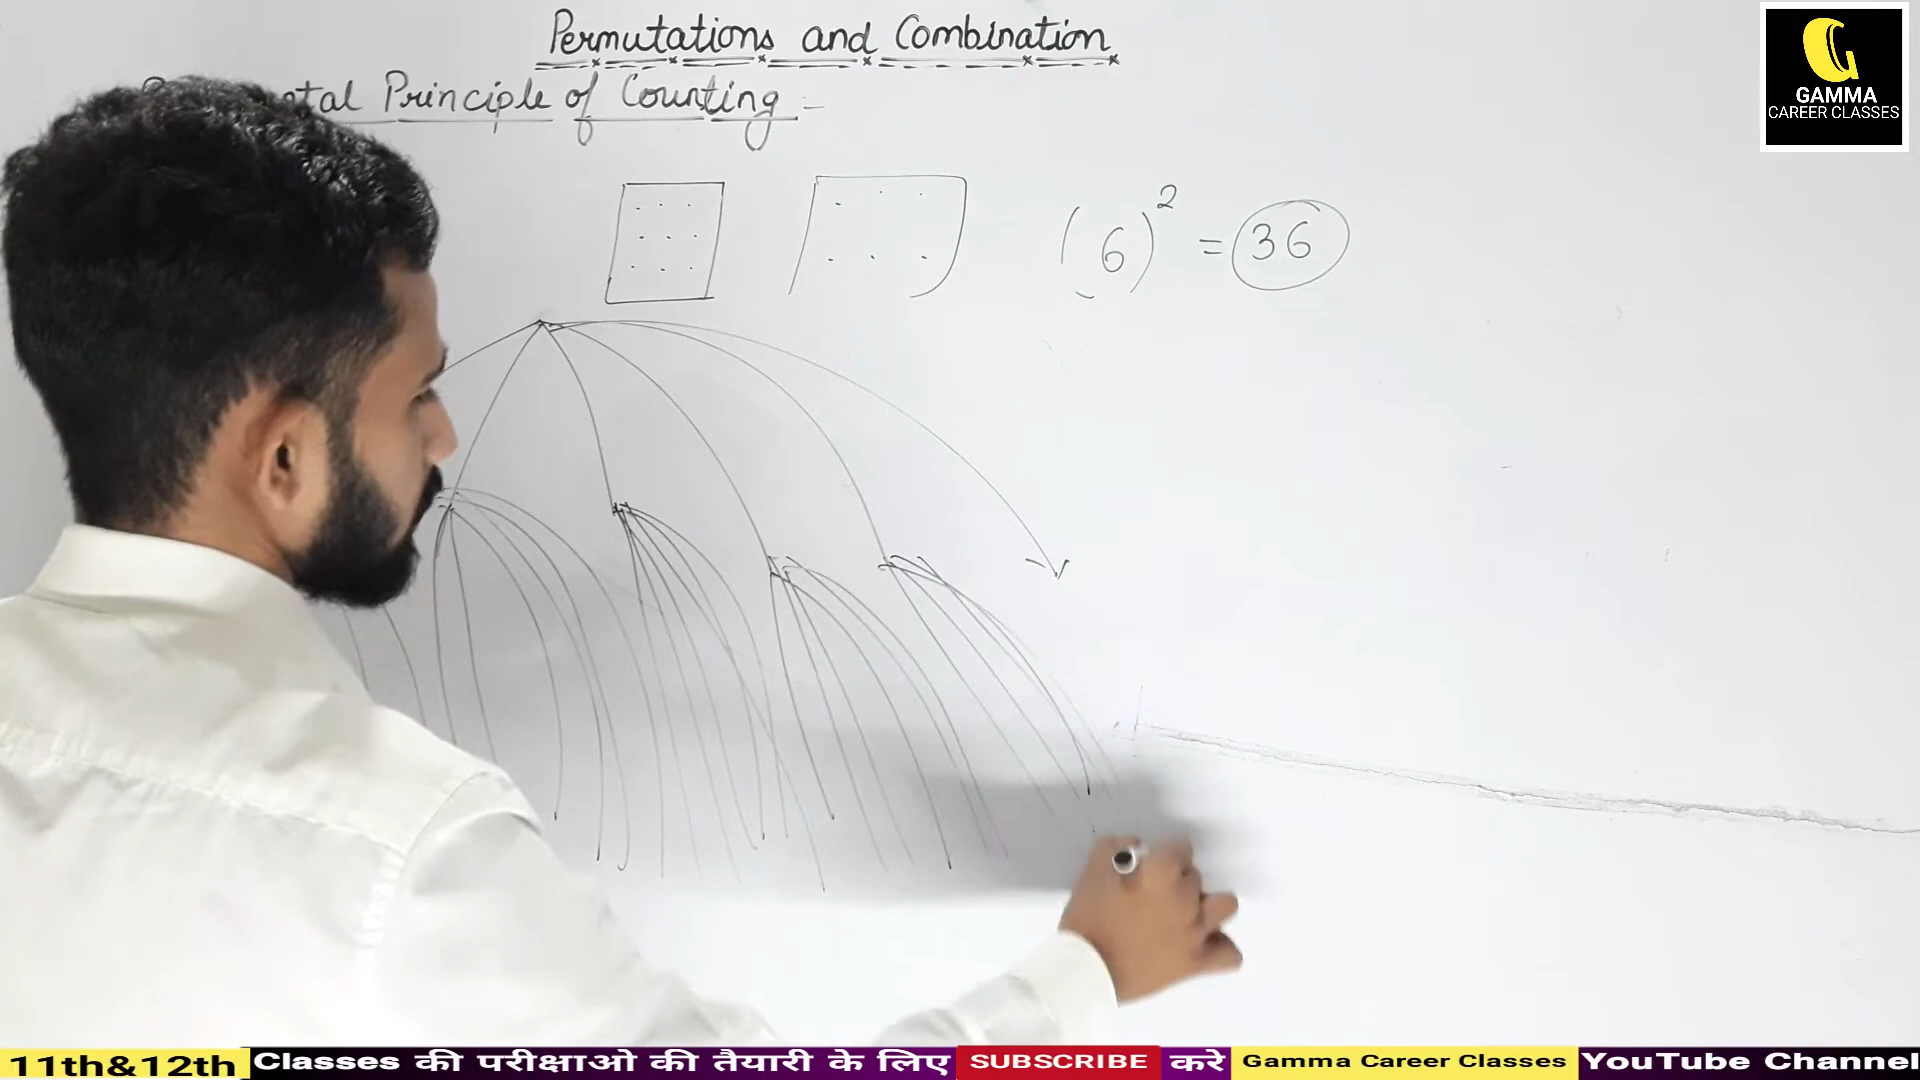 Permutations and Combination
Principle of Counting -
(6)² = 36
GAMMA
CAREER CLASSES
11th&12th Classes की परीक्षाओ की तैयारी के लिए SUBSCRIBE करे Gamma Career Classes YouTube Channel